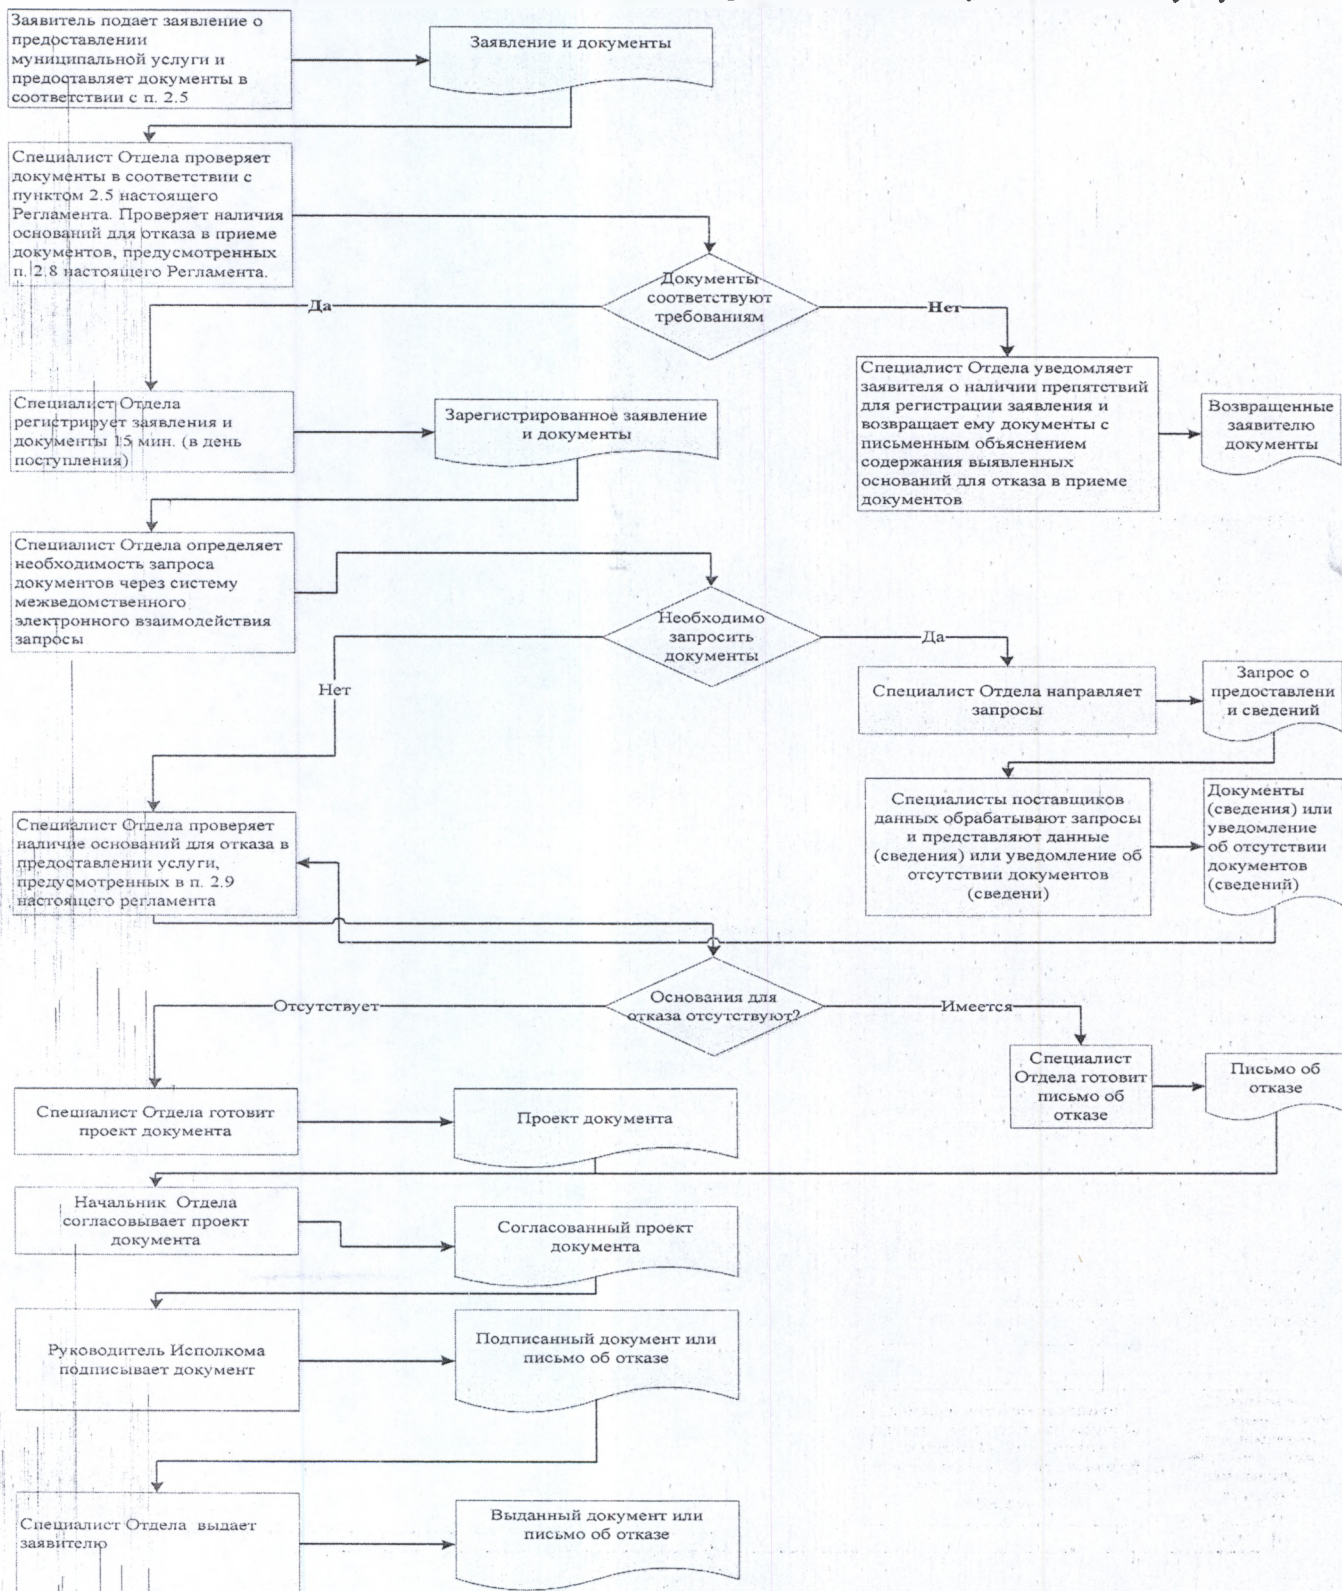 Заявитель подает заявление о
предоставлении
муниципальной услуги и
предоставляет документы в
соответствии с п. 2.5
Заявление и документы
Специалист Отдела проверяет
документы в соответствии с
пунктом 2.5 настоящего
Регламента. Проверяет наличия
оснований для отказа в приеме
документов, предусмотренных
п. 2.8 настоящего Регламента.
Документы
соответствуют
требованиям
Да
Нет
Специалист Отдела
регистрирует заявления и
документы 15 мин. (в день
поступления)
Зарегистрированное заявление
и документы
Специалист Отдела уведомляет
заявителя о наличии препятствий
для регистрации заявления и
возвращает ему документы с
письменным объяснением
содержания выявленных
оснований для отказа в приеме
документов
Возвращенные
заявителю
документы
Специалист Отдела определяет
необходимость запроса
документов через систему
межведомственного
электронного взаимодействия
запросы
Необходимо
запросить
документы
Да
Нет
Специалист Отдела направляет
запросы
Запрос о
предоставлени
и сведений
Специалисты поставщиков
данных обрабатывают запросы
и представляют данные
(сведения) или уведомление об
отсутствии документов
(сведени)
Документы
(сведения) или
уведомление
об отсутствии
документов
(сведений)
Специалист Отдела проверяет
наличие оснований для отказа в
предоставлении услуги,
предусмотренных в п. 2.9
настоящего регламента
Основания для
отказа отсутствуют?
Отсутствует
Имеется
Специалист
Отдела готовит
письмо об
отказе
Письмо об
отказе
Специалист Отдела готовит
проект документа
Проект документа
Начальник Отдела
согласовывает проект
документа
Согласованный проект
документа
Руководитель Исполкома
подписывает документ
Подписанный документ или
письмо об отказе
Специалист Отдела выдает
заявителю
Выданный документ или
письмо об отказе